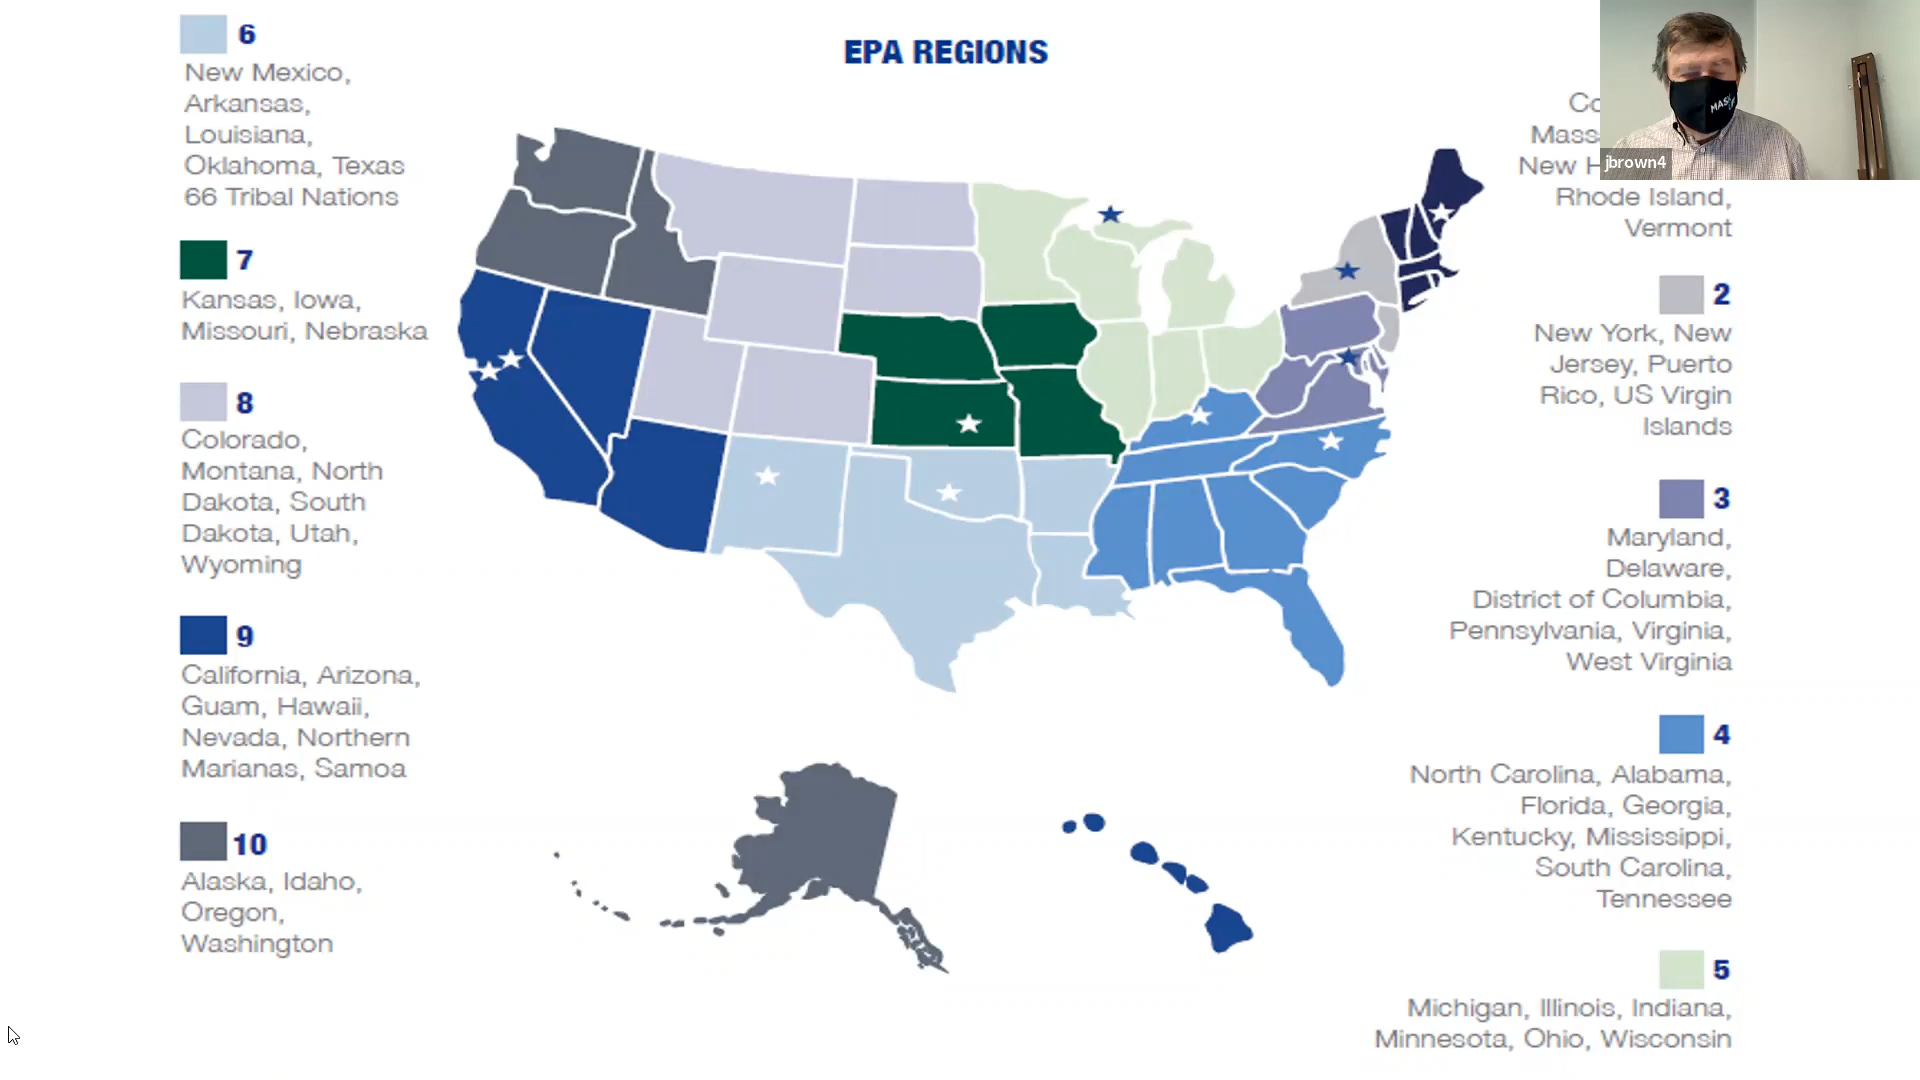 EPA REGIONS
6
New Mexico,
Arkansas,
Louisiana,
Oklahoma, Texas
66 Tribal Nations
7
Kansas, Iowa,
Missouri, Nebraska
8
Colorado,
Montana, North
Dakota, South
Dakota, Utah,
Wyoming
9
California, Arizona,
Guam, Hawaii,
Nevada, Northern
Marianas, Samoa
10
Alaska, Idaho,
Oregon,
Washington
MASK
jbrown4
New
Rhode Island,
Vermont
2
New York, New
Jersey, Puerto
Rico, US Virgin
Islands
3
Maryland,
Delaware,
District of Columbia,
Pennsylvania, Virginia,
West Virginia
4
North Carolina, Alabama,
Florida, Georgia,
Kentucky, Mississippi,
South Carolina,
Tennessee
5
Michigan, Illinois, Indiana,
Minnesota, Ohio, Wisconsin